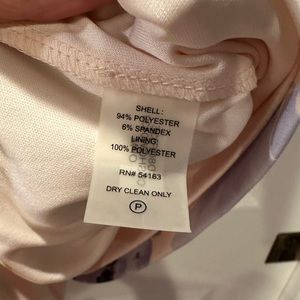 SHELL:
94% POLYESTER
6% SPANDEX
LINING:
100% POLYESTER
RN# 54163
DRY CLEAN ONLY
P